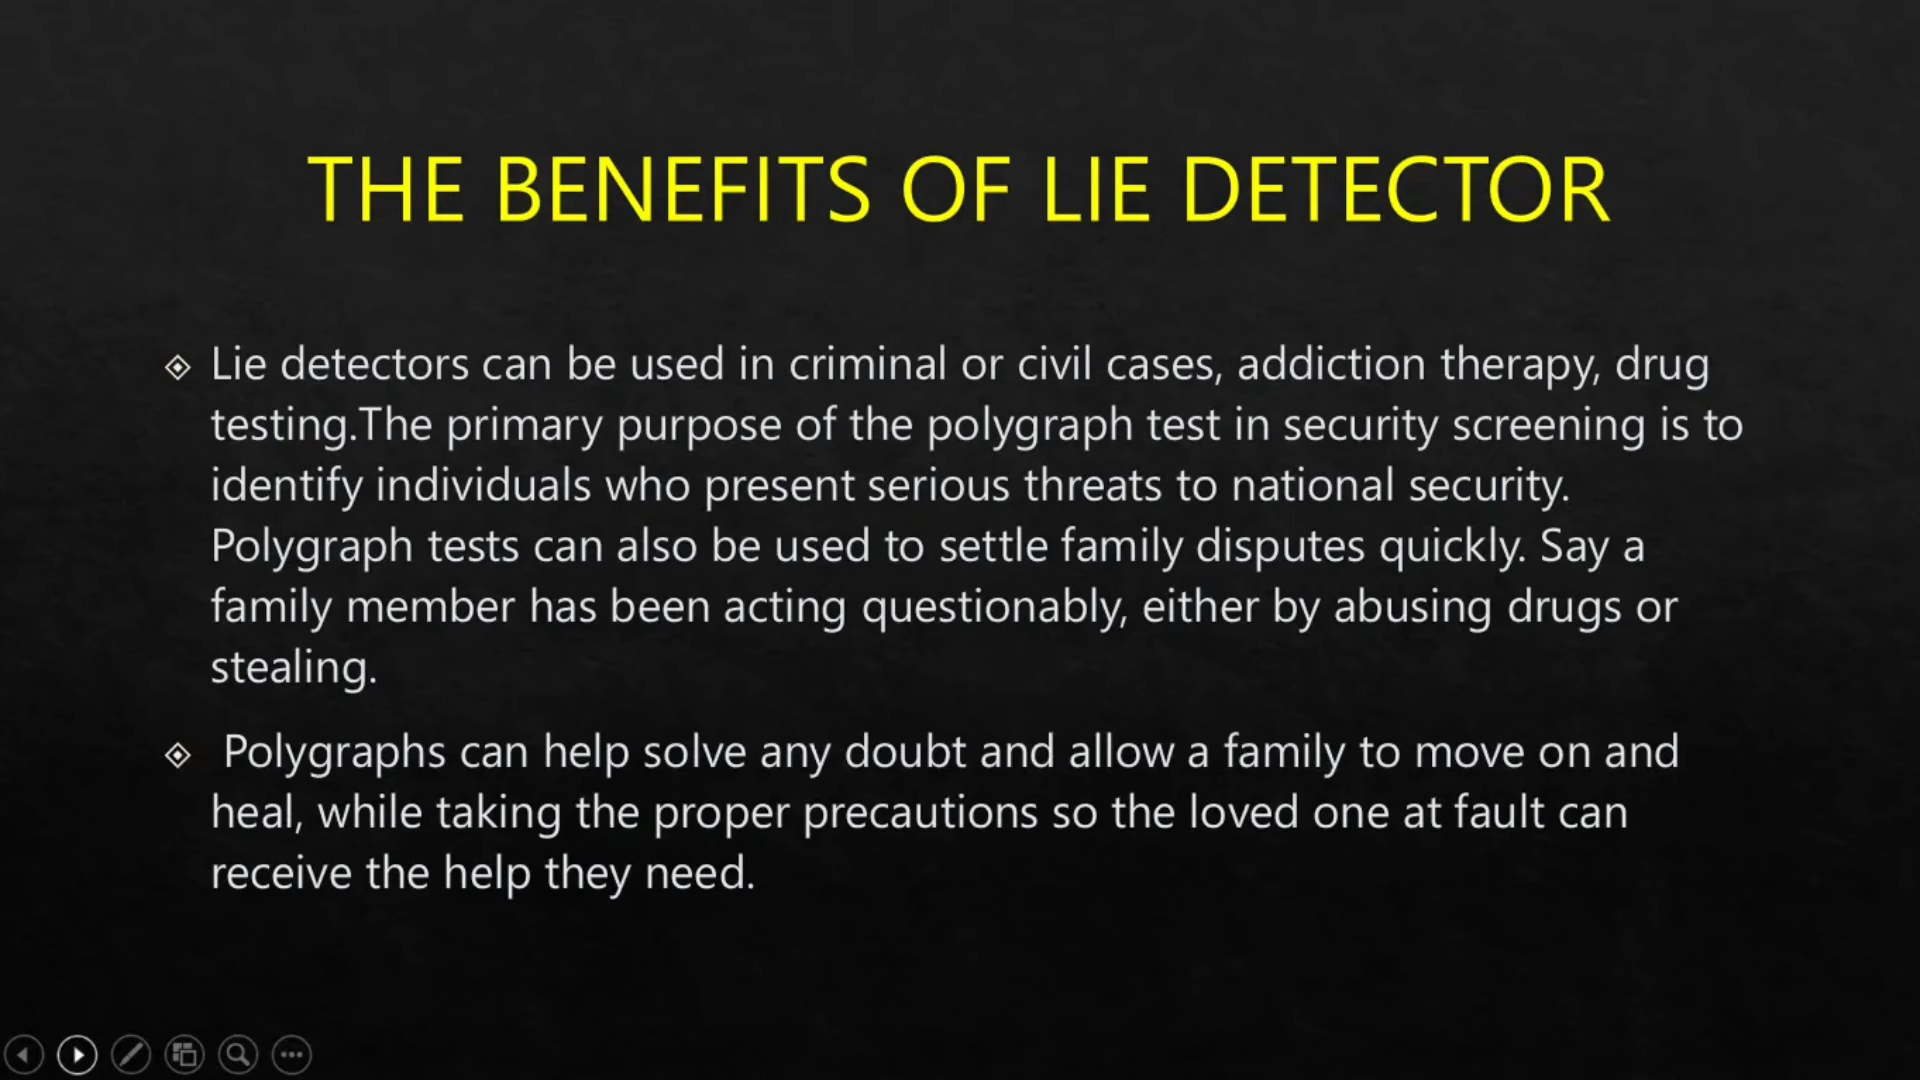 THE BENEFITS OF LIE DETECTOR
Lie detectors can be used in criminal or civil cases, addiction therapy, drug
testing.The primary purpose of the polygraph test in security screening is to
identify individuals who present serious threats to national security.
Polygraph tests can also be used to settle family disputes quickly. Say a
family member has been acting questionably, either by abusing drugs or
stealing.
Polygraphs can help solve any doubt and allow a family to move on and
heal, while taking the proper precautions so the loved one at fault can
receive the help they need.